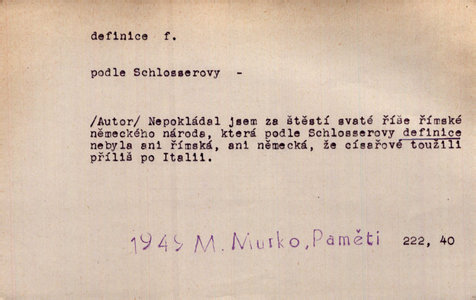 definice f.
podle Schlosserovy -
/Autor/ Nepokládal jsem za štěstí svaté říše římské
německého národa, která podle Schlosserovy definice
nebyla ani římská, ani německá, že císařové toužili
příliš po Italii.
1949 M. Murko, Paměti 222, 40